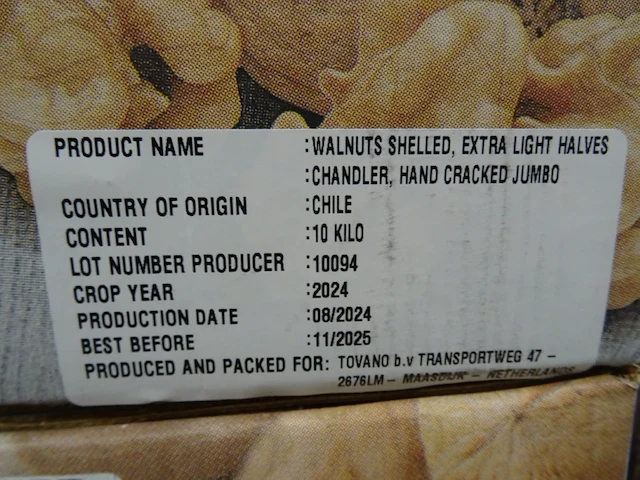 PRODUCT NAME :WALNUTS SHELLED, EXTRA LIGHT HALVES
:CHANDLER, HAND CRACKED JUMBO
COUNTRY OF ORIGIN :CHILE
CONTENT :10 KILO
LOT NUMBER PRODUCER :10094
CROP YEAR :2024
PRODUCTION DATE :08/2024
BEST BEFORE :11/2025
PRODUCED AND PACKED FOR: TOVANO b.v TRANSPORTWEG 47 –
2676LM – MAASDIJK – NETHERLANDS